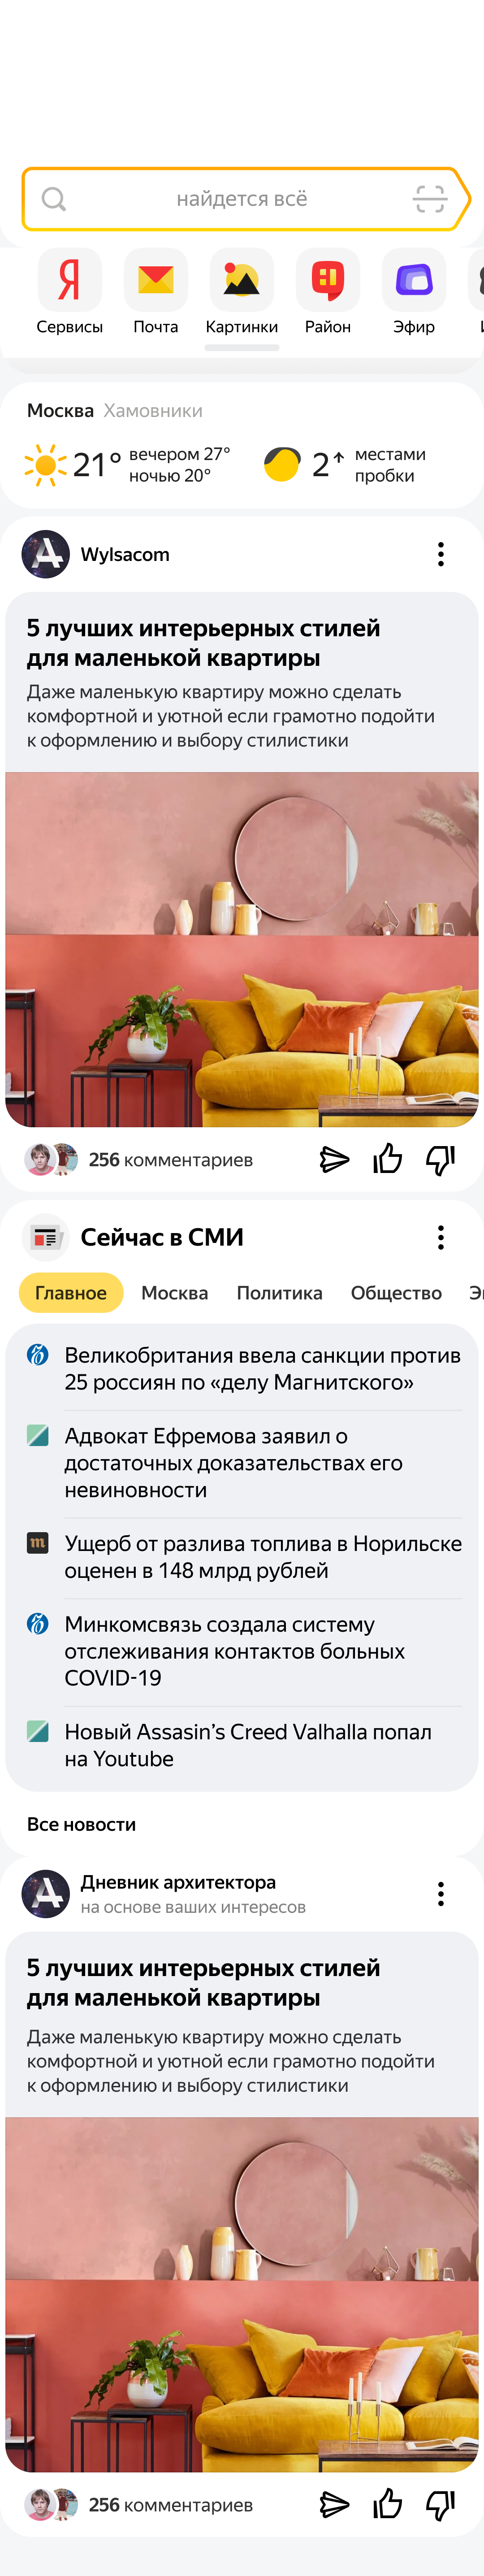 найдется всё
Сервисы Почта Картинки Район Эфир
Москва Хамовники
21° вечером 27° 2 местами
ночью 20° пробки
Wylsacom
5 лучших интерьерных стилей
для маленькой квартиры
Даже маленькую квартиру можно сделать
комфортной и уютной если грамотно подойти
к оформлению и выбору стилистики
256 комментариев
Сейчас в СМИ
Главное Москва Политика Общество
Великобритания ввела санкции против
25 россиян по «делу Магнитского»
Адвокат Ефремова заявил о
достаточных доказательствах его
невиновности
Ущерб от разлива топлива в Норильске
оценен в 148 млрд рублей
Минкомсвязь создала систему
отслеживания контактов больных
COVID-19
Новый Assasin’s Creed Valhalla попал
на Youtube
Все новости
Дневник архитектора
на основе ваших интересов
5 лучших интерьерных стилей
для маленькой квартиры
Даже маленькую квартиру можно сделать
комфортной и уютной если грамотно подойти
к оформлению и выбору стилистики
256 комментариев